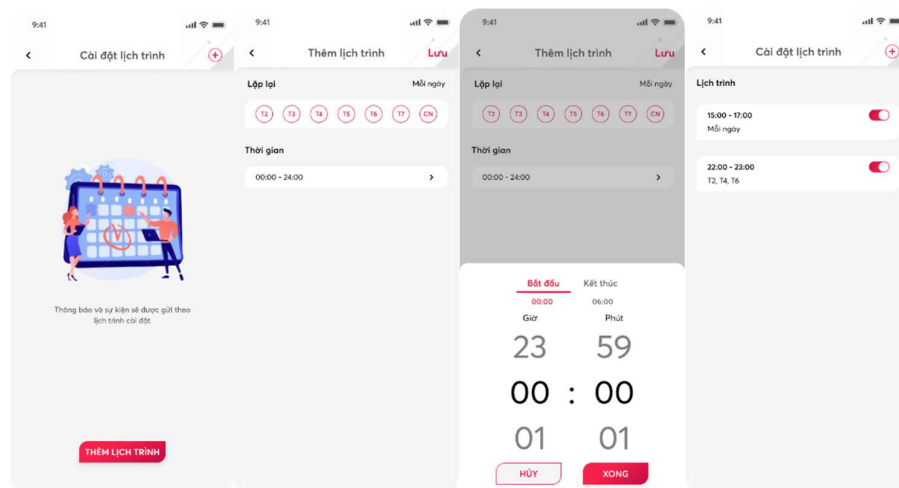 9:41
Cài đặt lịch trình
Thông báo và sự kiện sẽ được gửi theo
lịch trình cài đặt
THÊM LỊCH TRÌNH
9:41
Thêm lịch trình Lưu
Lặp lại Mỗi ngày
T2 T3 T4 T5 T6 T7 CN
Thời gian
00:00 - 24:00
9:41
Thêm lịch trình Lưu
Lặp lại Mỗi ngày
T2 T3 T4 T5 T6 T7 CN
Thời gian
00:00 - 24:00
Bắt đầu Kết thúc
00:00 06:00
Giờ Phút
23 59
00 : 00
01 01
HỦY XONG
9:41
Cài đặt lịch trình
Lịch trình
15:00 - 17:00
Mỗi ngày
22:00 - 23:00
T2, T4, T6